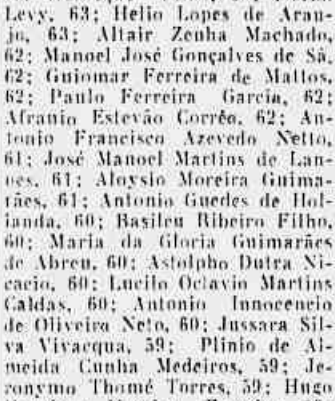 Levy, 63; Helio Lopes de Arau-
jo, 63; Altair Zenha Machado,
62; Manoel José Gonçalves de Sá,
62; Guiomar Ferreira de Mattos,
62; Paulo Ferreira Garcia, 62;
Afranio Estevão Corrêo, 62; An-
tonio Francisco Azevedo Netto,
61; José Manoel Martins de Lan-
nes, 61; Aloysio Moreira Guima-
rães, 61; Antonio Guedes de Hol-
landa, 60; Basileu Ribeiro Filho,
60; Maria da Gloria Guimarães
de Abreu, 60; Astolpho Dutra Ni-
cacio, 60; Lucilo Octavio Martins
Caldas, 60; Antonio Innocencio
de Oliveira Neto, 60; Jussara Sil-
va Vivacqua, 59; Plinio de Al-
meida Cunha Medeiros, 59; Je-
ronymo Thomé Torres, 59; Hugo